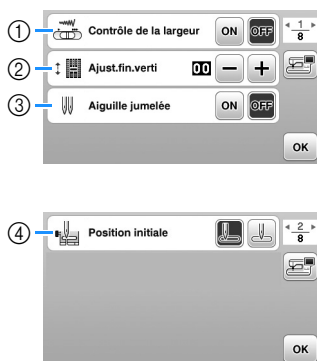 ① Contrôle de la largeur ON OFF 1
8
② Ajust.fin.verti 00 − +
③ Aiguille jumelée ON OFF
OK
④ Position initiale 2
8
OK